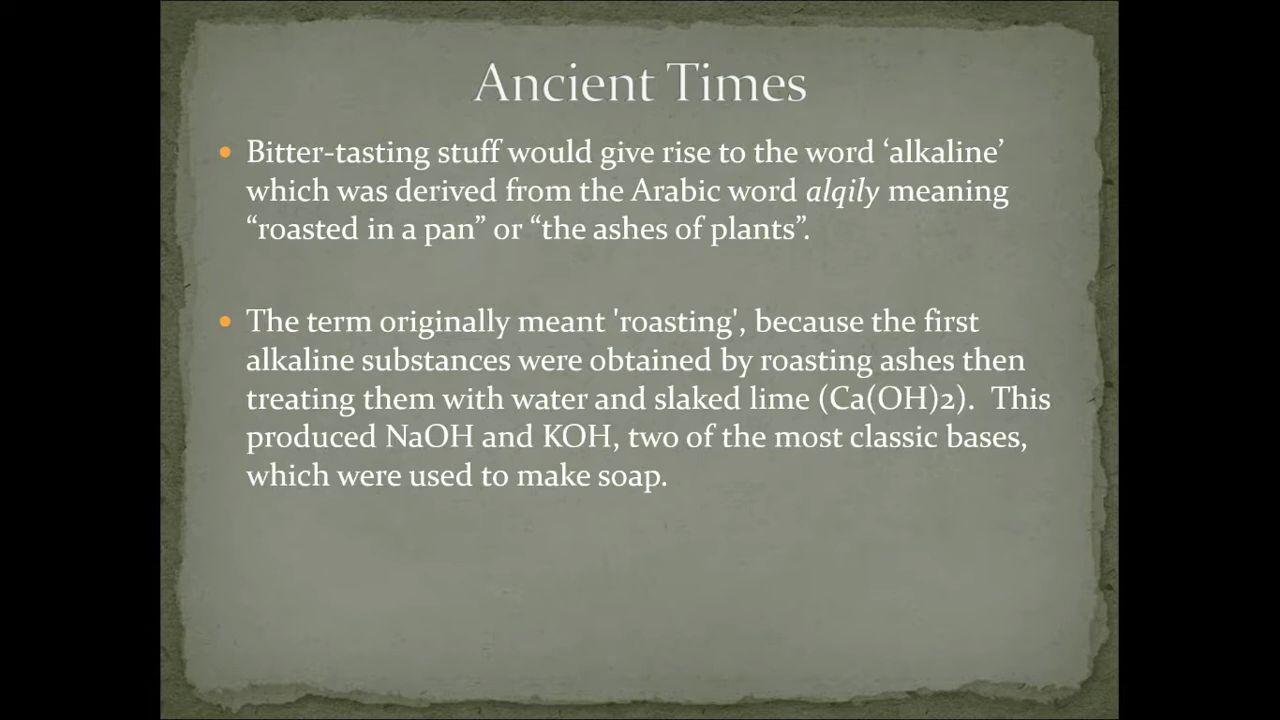 Ancient Times
• Bitter-tasting stuff would give rise to the word ‘alkaline’
which was derived from the Arabic word alqily meaning
“roasted in a pan” or “the ashes of plants”.
• The term originally meant 'roasting', because the first
alkaline substances were obtained by roasting ashes then
treating them with water and slaked lime (Ca(OH)2).  This
produced NaOH and KOH, two of the most classic bases,
which were used to make soap.